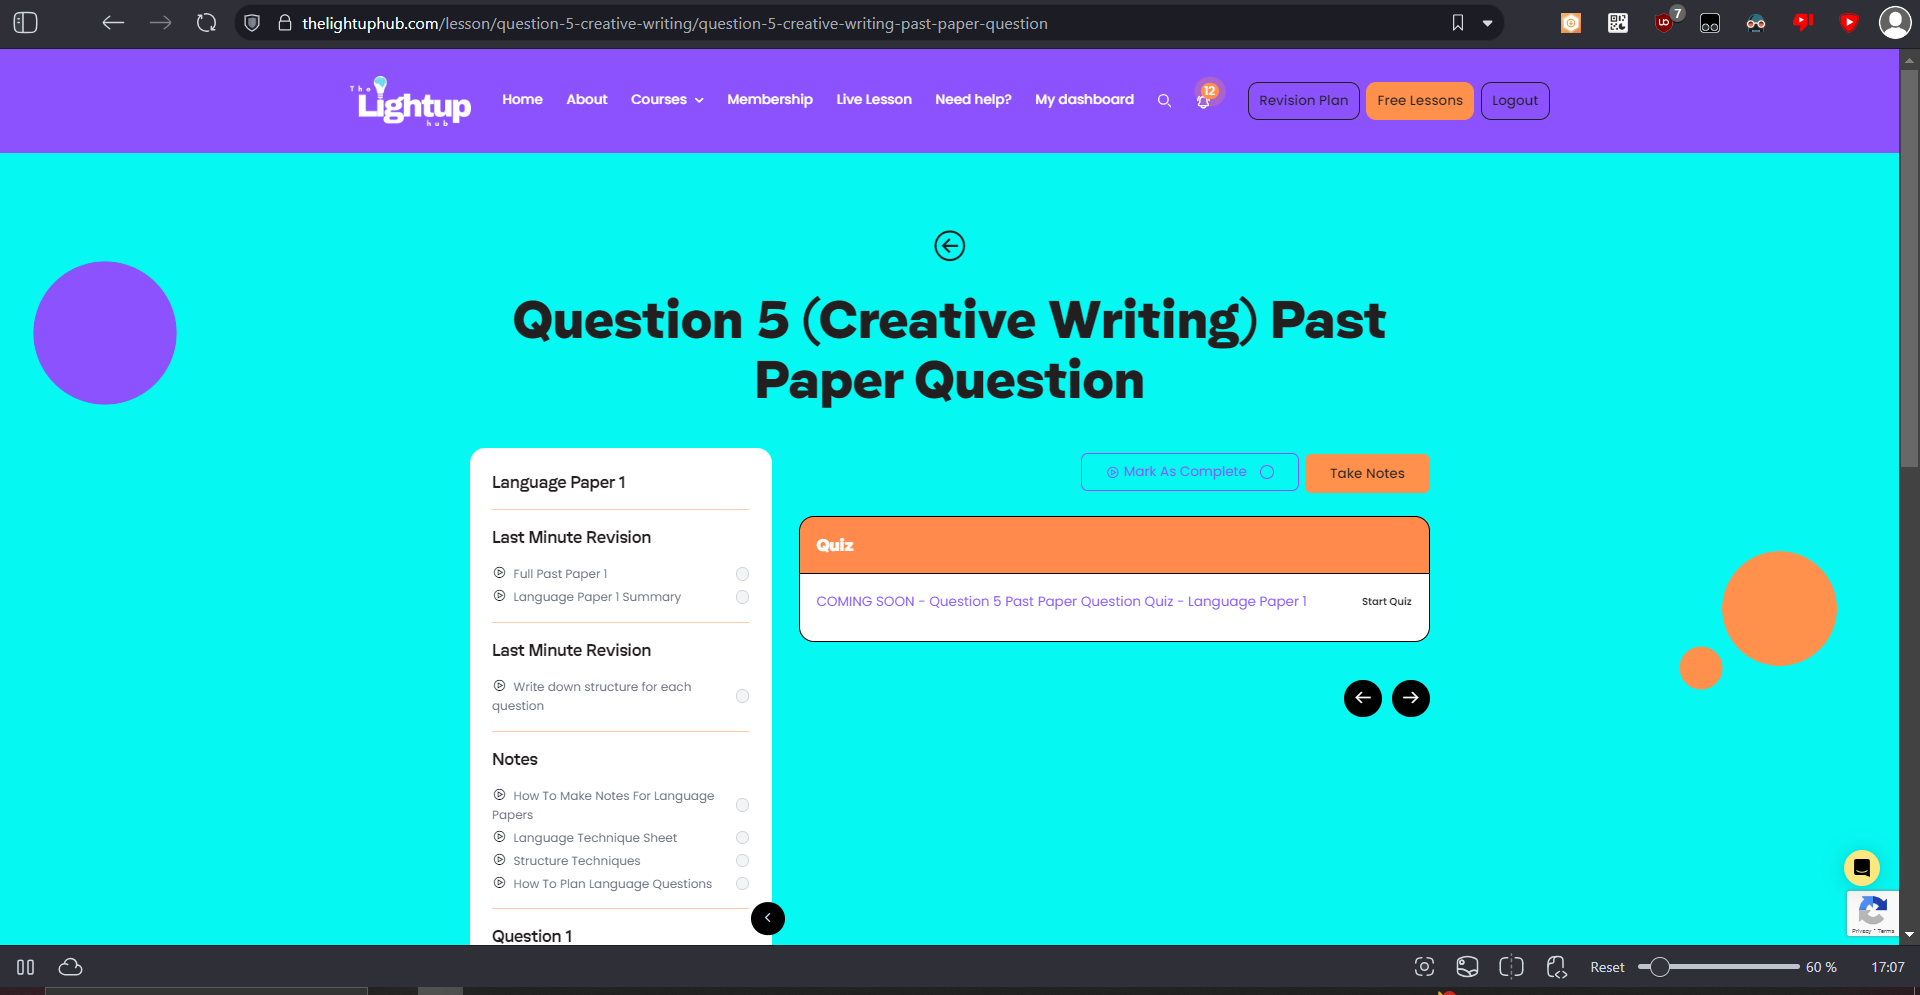 thelightuphub.com/lesson/question-5-creative-writing/question-5-creative-writing-past-paper-question
7
The
Lightup
hub
Home
About
Courses
Membership
Live Lesson
Need help?
My dashboard
12
Revision Plan
Free Lessons
Logout
Question 5 (Creative Writing) Past
Paper Question
Language Paper 1
Last Minute Revision
Full Past Paper 1
Language Paper 1 Summary
Last Minute Revision
Write down structure for each
question
Notes
How To Make Notes For Language
Papers
Language Technique Sheet
Structure Techniques
How To Plan Language Questions
Question 1
Mark As Complete
Take Notes
Quiz
COMING SOON - Question 5 Past Paper Question Quiz - Language Paper 1
Start Quiz
Privacy - Terms
Reset
60 %
17:07